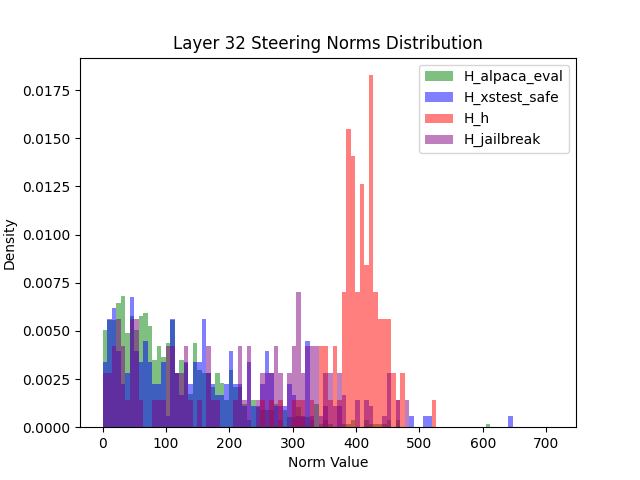 Layer 32 Steering Norms Distribution
H_alpaca_eval
H_xstest_safe
H_h
H_jailbreak
0.0175
0.0150
0.0125
0.0100
0.0075
0.0050
0.0025
0.0000
Density
0 100 200 300 400 500 600 700
Norm Value